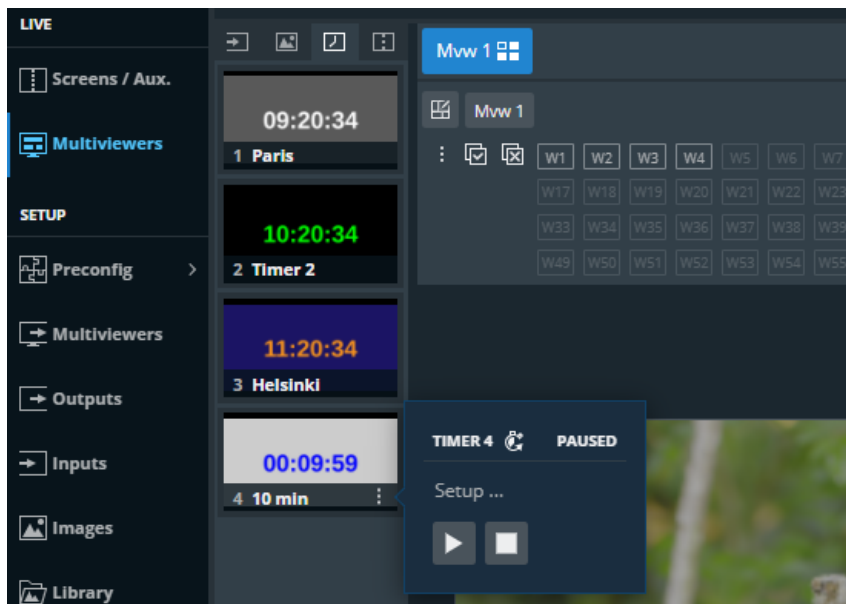 LIVE
Screens / Aux.
Multiviewers
SETUP
Preconfig
Multiviewers
Outputs
Inputs
Images
Library
09:20:34
1 Paris
10:20:34
2 Timer 2
11:20:34
3 Helsinki
00:09:59
4 10 min
Mvw 1
Mvw 1
W1 W2 W3 W4 W5 W6 W7
W17 W18 W19 W20 W21 W22 W23
W33 W34 W35 W36 W37 W38 W39
W49 W50 W51 W52 W53 W54 W55
TIMER 4 PAUSED
Setup ...